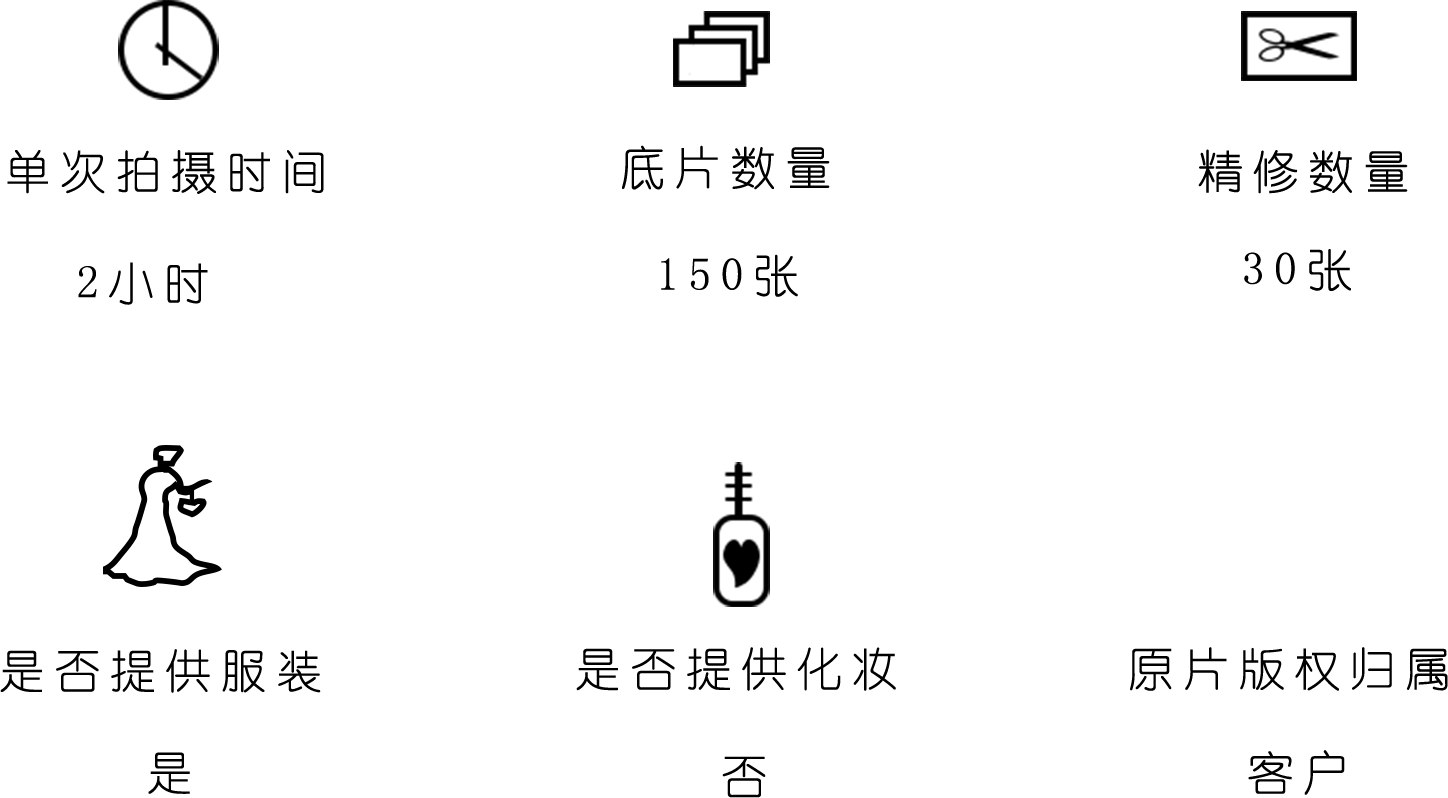 单次拍摄时间
底片数量
精修数量
2小时
150张
30张
是否提供服装
是否提供化妆
原片版权归属
是
否
客户